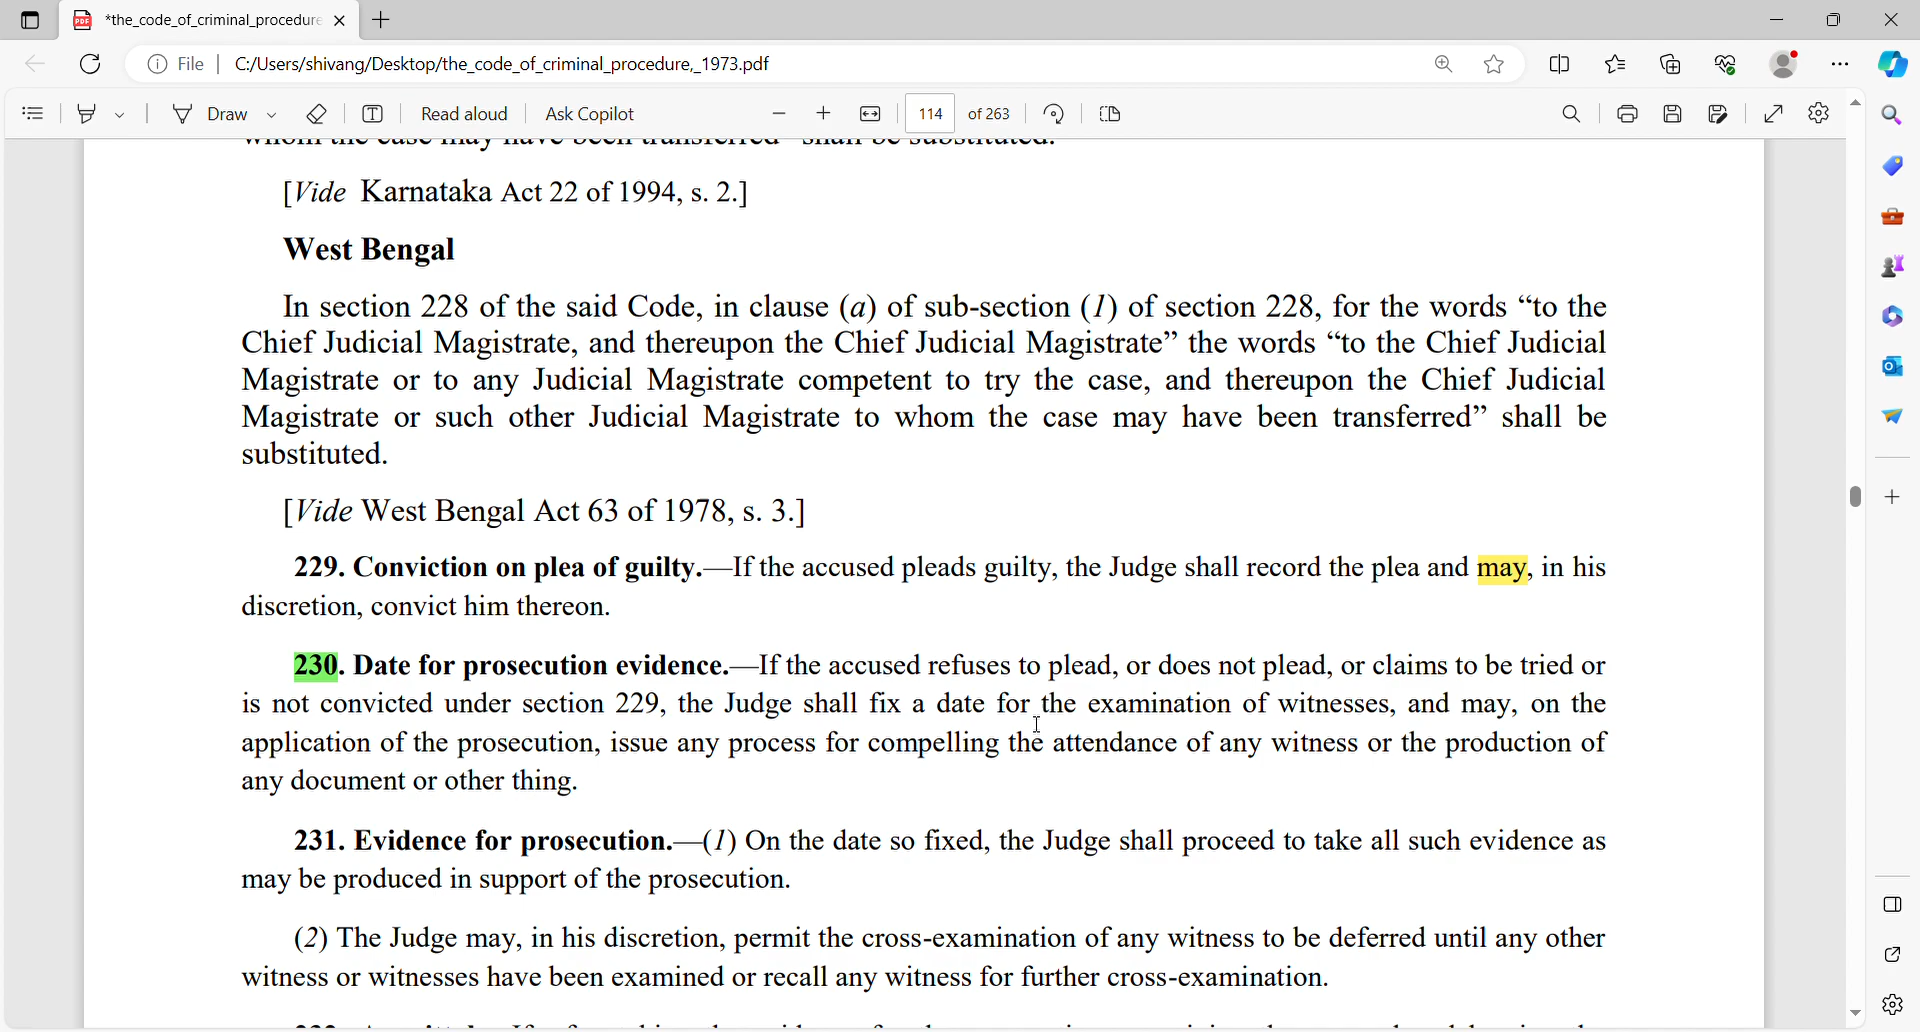 *the_code_of_criminal_procedure
File
C:/Users/shivang/Desktop/the_code_of_criminal_procedure,_1973.pdf
Draw
Read aloud
Ask Copilot
114 of 263
whom the case may have been transferred" shall be substituted.
[Vide Karnataka Act 22 of 1994, s. 2.]
West Bengal
In section 228 of the said Code, in clause (a) of sub-section (1) of section 228, for the words “to the
Chief Judicial Magistrate, and thereupon the Chief Judicial Magistrate” the words “to the Chief Judicial
Magistrate or to any Judicial Magistrate competent to try the case, and thereupon the Chief Judicial
Magistrate or such other Judicial Magistrate to whom the case may have been transferred” shall be
substituted.
[Vide West Bengal Act 63 of 1978, s. 3.]
229. Conviction on plea of guilty.—If the accused pleads guilty, the Judge shall record the plea and may, in his
discretion, convict him thereon.
230. Date for prosecution evidence.—If the accused refuses to plead, or does not plead, or claims to be tried or
is not convicted under section 229, the Judge shall fix a date for the examination of witnesses, and may, on the
application of the prosecution, issue any process for compelling the attendance of any witness or the production of
any document or other thing.
231. Evidence for prosecution.—(1) On the date so fixed, the Judge shall proceed to take all such evidence as
may be produced in support of the prosecution.
(2) The Judge may, in his discretion, permit the cross-examination of any witness to be deferred until any other
witness or witnesses have been examined or recall any witness for further cross-examination.